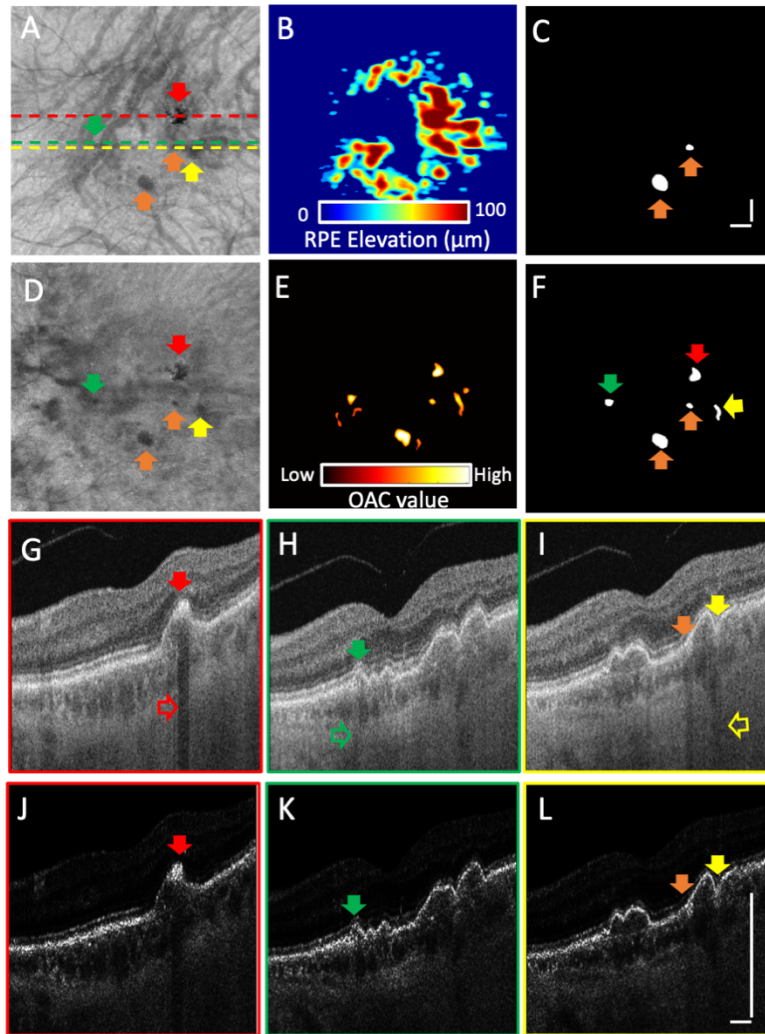 A
B
C
0
100
RPE Elevation (µm)
D
E
F
Low
High
OAC value
G
H
I
J
K
L